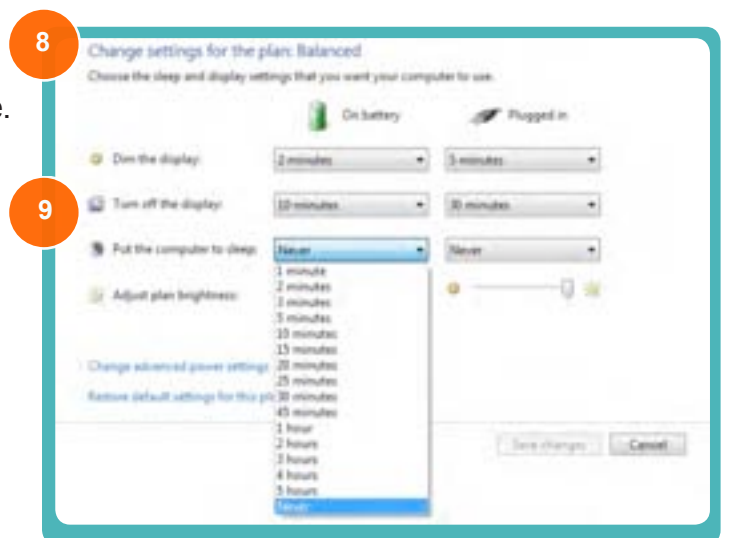 8
Change settings for the plan: Balanced
Choose the sleep and display settings that you want your computer to use.
e.
On battery Plugged in
Dim the display: 2 minutes 5 minutes
9
Turn off the display: 10 minutes 30 minutes
Put the computer to sleep: Never Never
1 minute
2 minutes
Adjust plan brightness:
3 minutes
5 minutes
10 minutes
15 minutes
Change advanced power settings 20 minutes
25 minutes
Restore default settings for this pl 30 minutes
45 minutes
1 hour
2 hours
Save changes Cancel
3 hours
4 hours
5 hours
Never